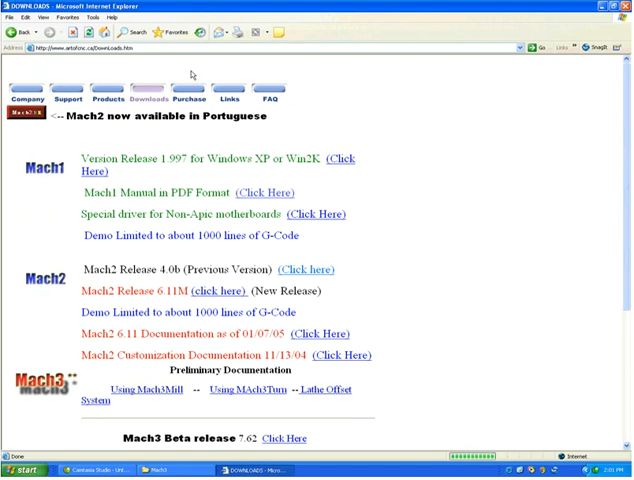 DOWNLOADS - Microsoft Internet Explorer
File Edit View Favorites Tools Help
Back Search Favorites
Address http://www.artofcnc.ca/DownLoads.htm Go Links » SnagIt
Company Support Products Downloads Purchase Links FAQ
<-- Mach2 now available in Portuguese
Mach1
Version Release 1.997 for Windows XP or Win2K (Click
Here)
Mach1 Manual in PDF Format (Click Here)
Special driver for Non-Apic motherboards (Click Here)
Demo Limited to about 1000 lines of G-Code
Mach2
Mach2 Release 4.0b (Previous Version) (Click here)
Mach2 Release 6.11M (click here) (New Release)
Demo Limited to about 1000 lines of G-Code
Mach2 6.11 Documentation as of 01/07/05 (Click Here)
Mach2 Customization Documentation 11/13/04 (Click Here)
Mach3
Preliminary Documentation
Using Mach3Mill -- Using MAch3Turn -- Lathe Offset
System
Mach3 Beta release 7.62 Click Here
Done Internet
start Camtasia Studio - Unt... Mach3 DOWNLOADS - Micros... 2:01 PM